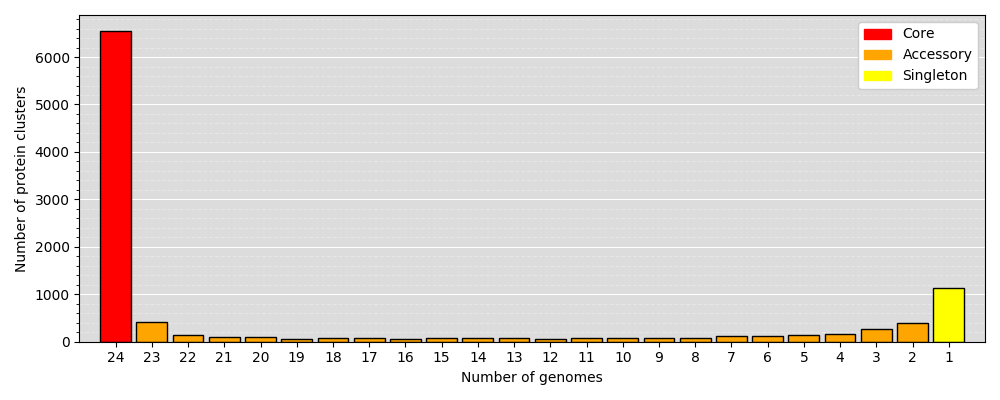 Core
Accessory
Singleton
6000
5000
4000
3000
2000
1000
0
Number of protein clusters
24 23 22 21 20 19 18 17 16 15 14 13 12 11 10 9 8 7 6 5 4 3 2 1
Number of genomes